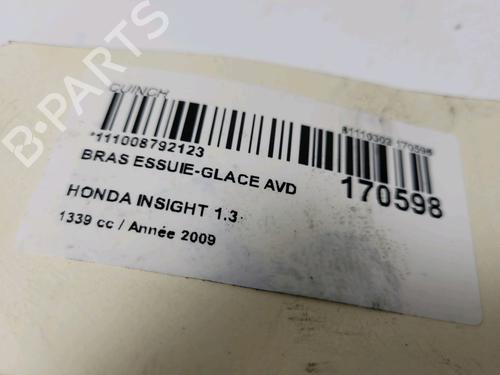 CUINCH
*111008792123
81110302 170598
BRAS ESSUIE-GLACE AVD
170598
HONDA INSIGHT 1.3
1339 cc / Année 2009
B-PARTS